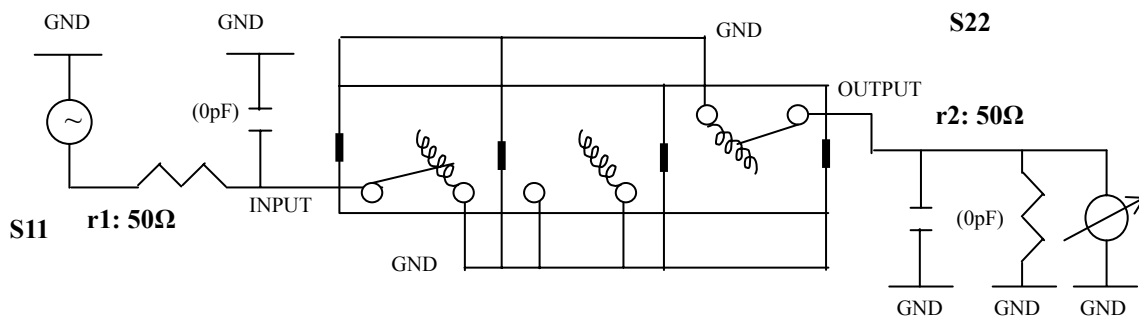 GND
GND
S22
GND
(0pF)
OUTPUT
r2: 50Ω
~
INPUT
S11
r1: 50Ω
(0pF)
GND
GND
GND
GND